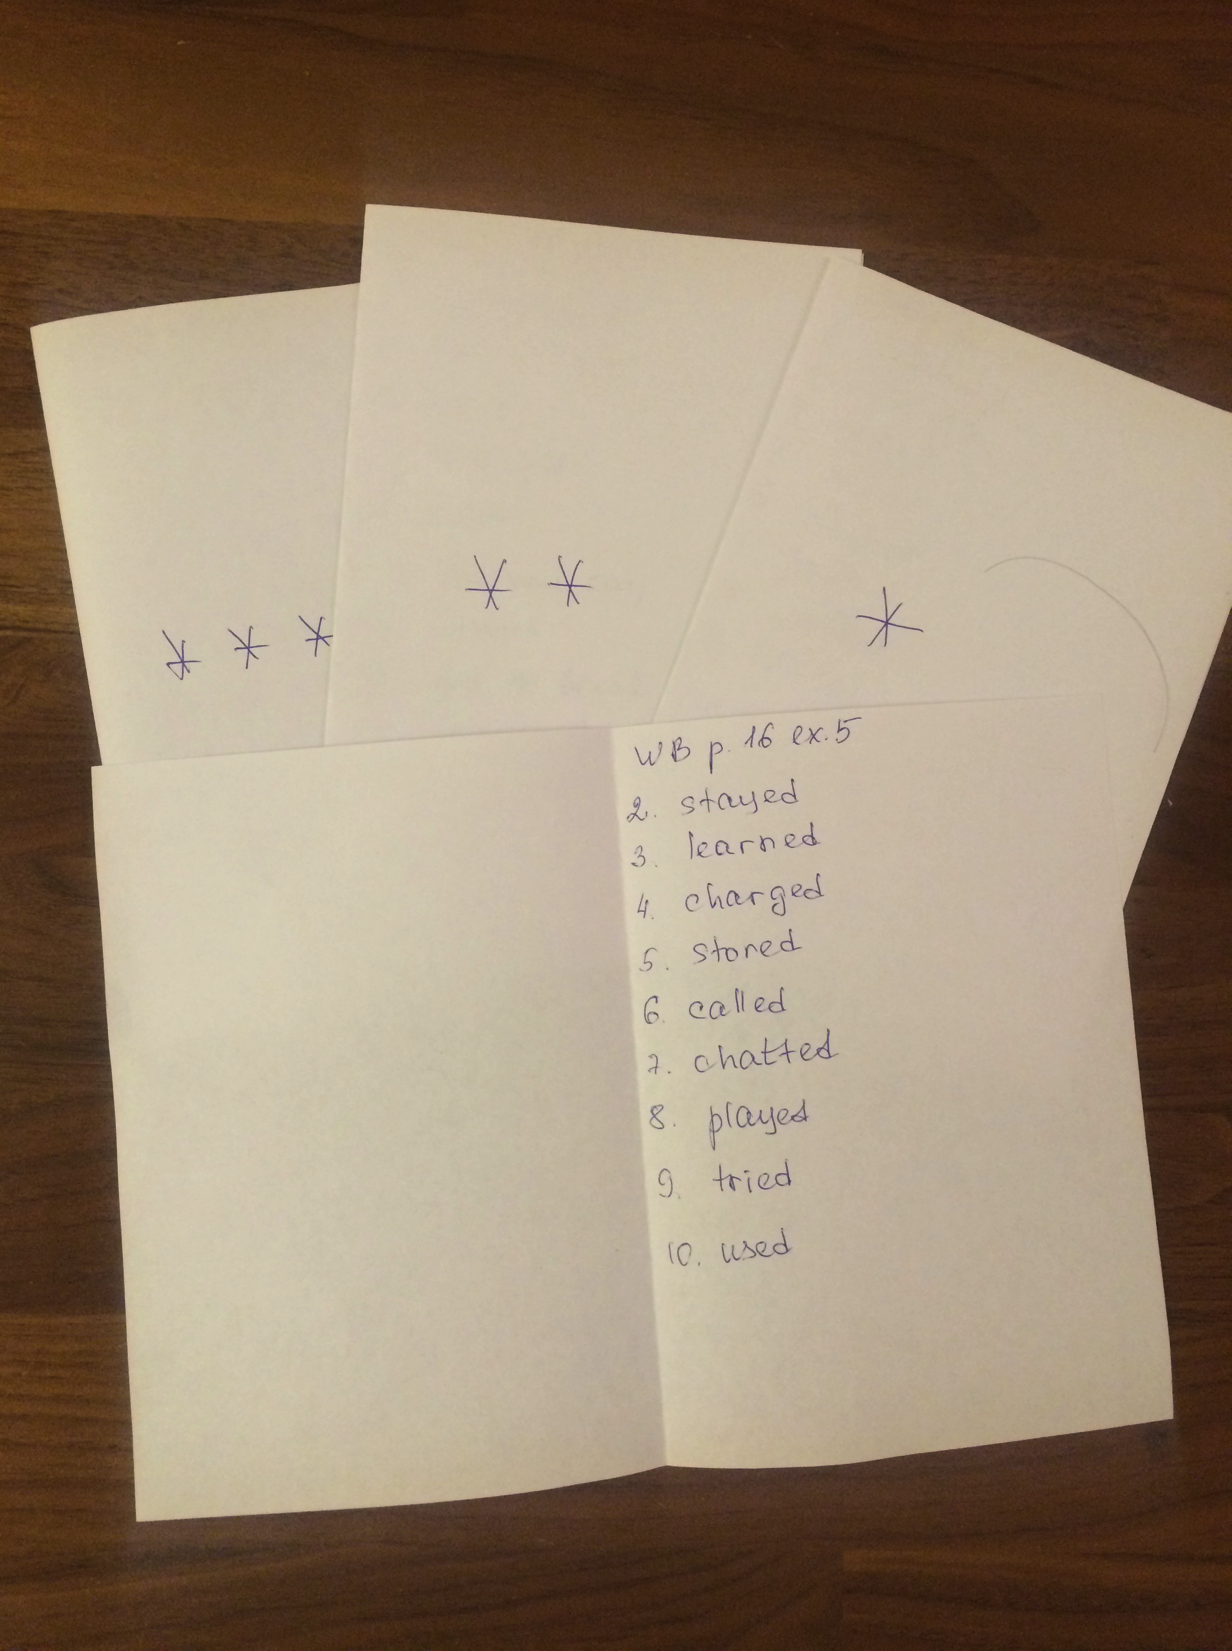 * * *
* *
*
WB p. 16 ex. 5
2. stayed
3. learned
4. charged
5. stored
6. called
7. chatted
8. played
9. tried
10. used